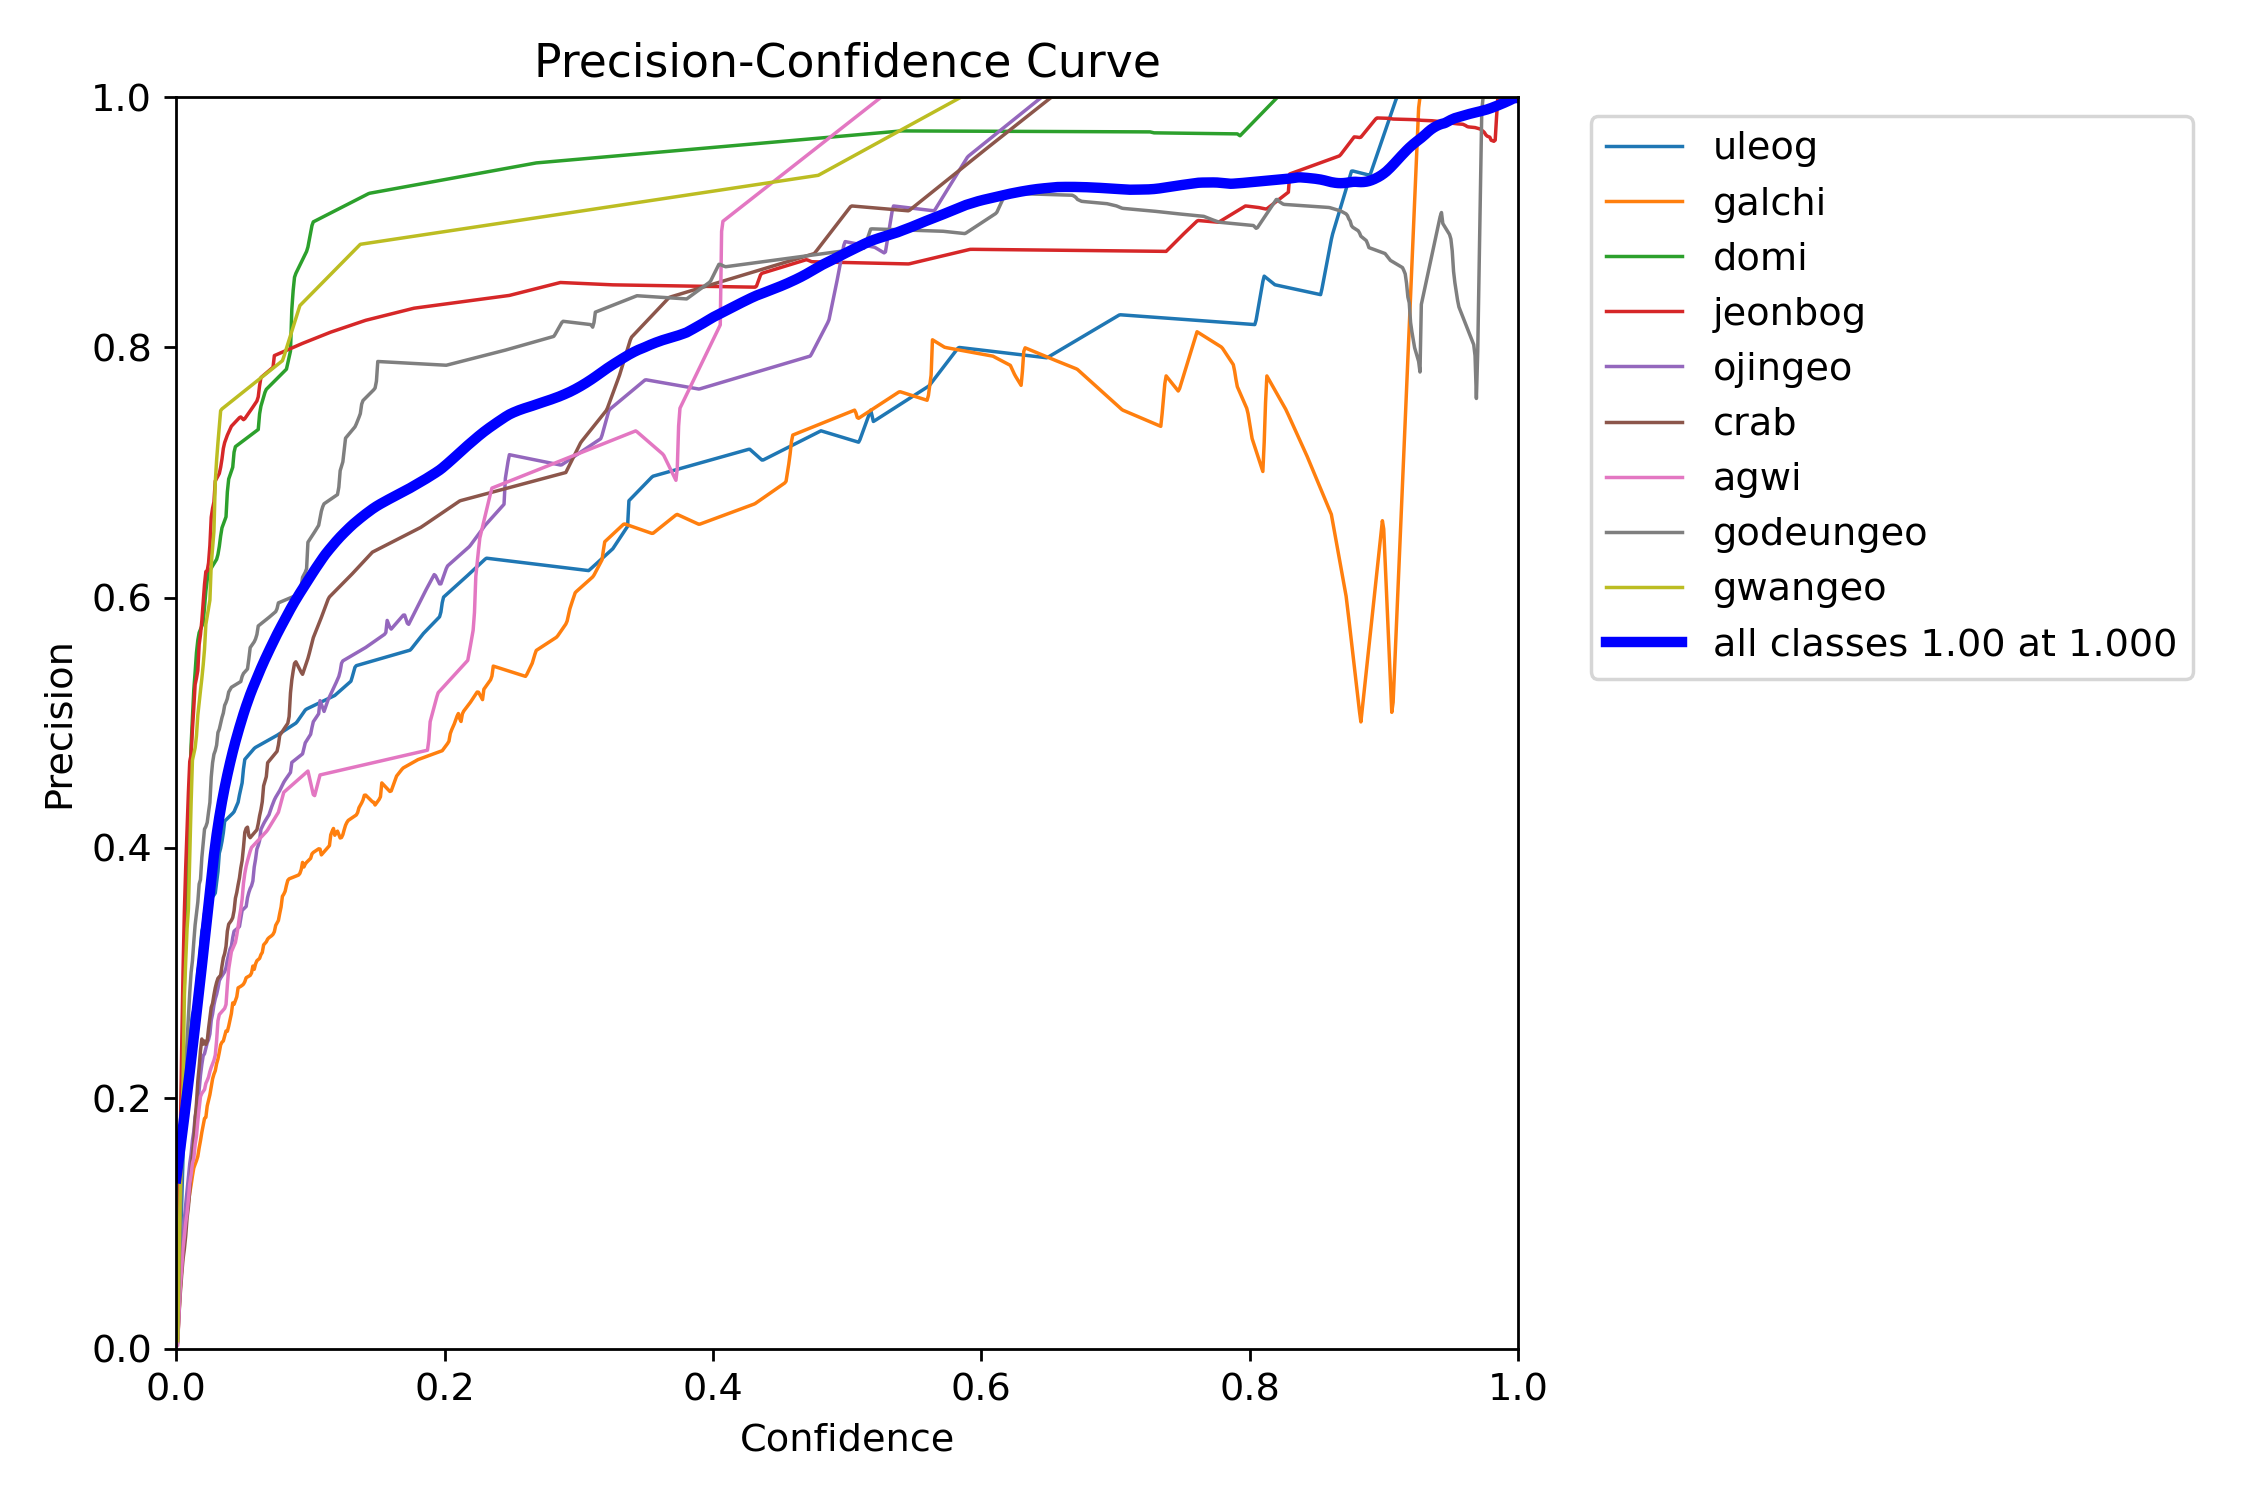 Precision-Confidence Curve
1.0
0.8
0.6
0.4
0.2
0.0
Precision
0.0 0.2 0.4 0.6 0.8 1.0
Confidence
uleog
galchi
domi
jeonbog
ojingeo
crab
agwi
godeungeo
gwangeo
all classes 1.00 at 1.000